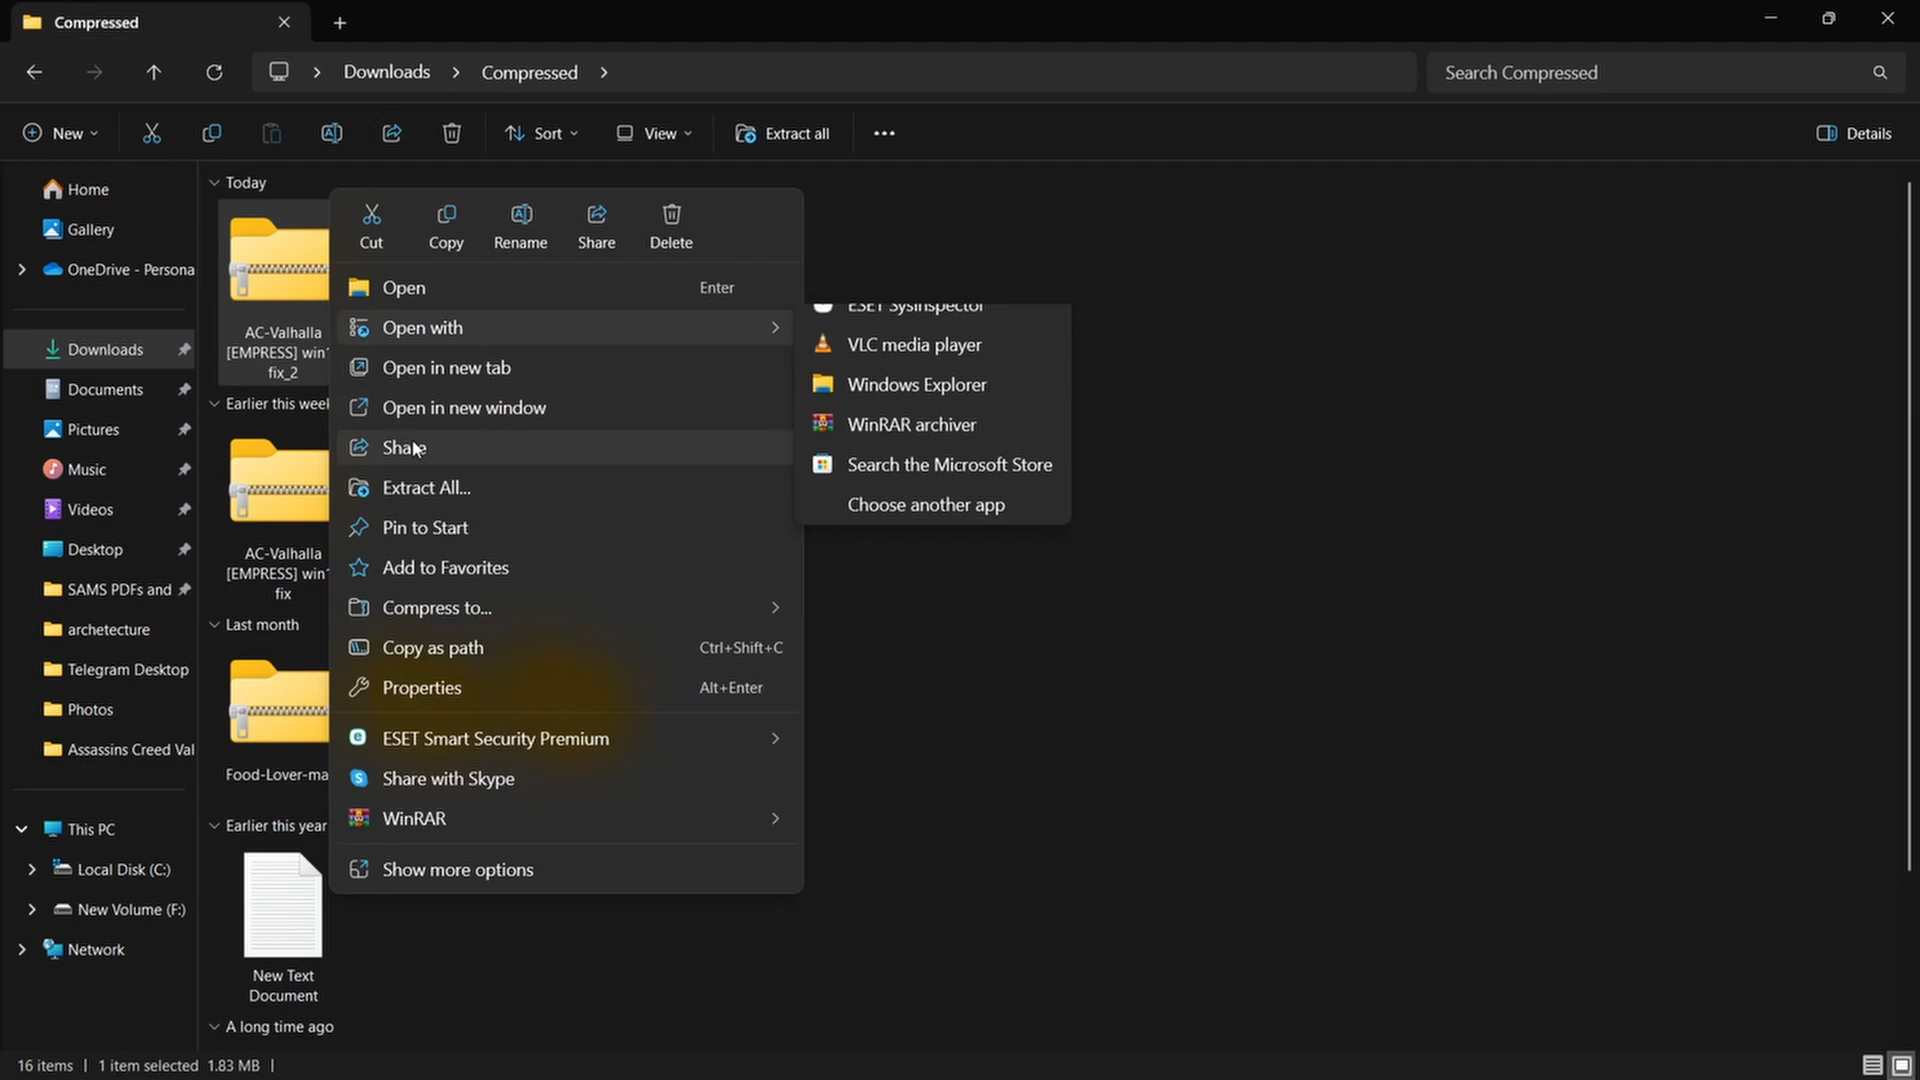 Compressed
Downloads
Compressed
Search Compressed
New
Sort
View
Extract all
Details
Home
Gallery
OneDrive - Persona
Downloads
Documents
Pictures
Music
Videos
Desktop
SAMS PDFs and
archetecture
Telegram Desktop
Photos
Assassins Creed Val
This PC
Local Disk (C:)
New Volume (F:)
Network
Today
AC-Valhalla
[EMPRESS] win
fix_2
Earlier this week
AC-Valhalla
[EMPRESS] win
fix
Last month
Food-Lover-ma
Earlier this year
New Text
Document
A long time ago
Cut
Copy
Rename
Share
Delete
Open Enter
Open with
Open in new tab
Open in new window
Share
Extract All...
Pin to Start
Add to Favorites
Compress to...
Copy as path Ctrl+Shift+C
Properties Alt+Enter
ESET Smart Security Premium
Share with Skype
WinRAR
Show more options
ESET SysInspector
VLC media player
Windows Explorer
WinRAR archiver
Search the Microsoft Store
Choose another app
16 items | 1 item selected 1.83 MB |